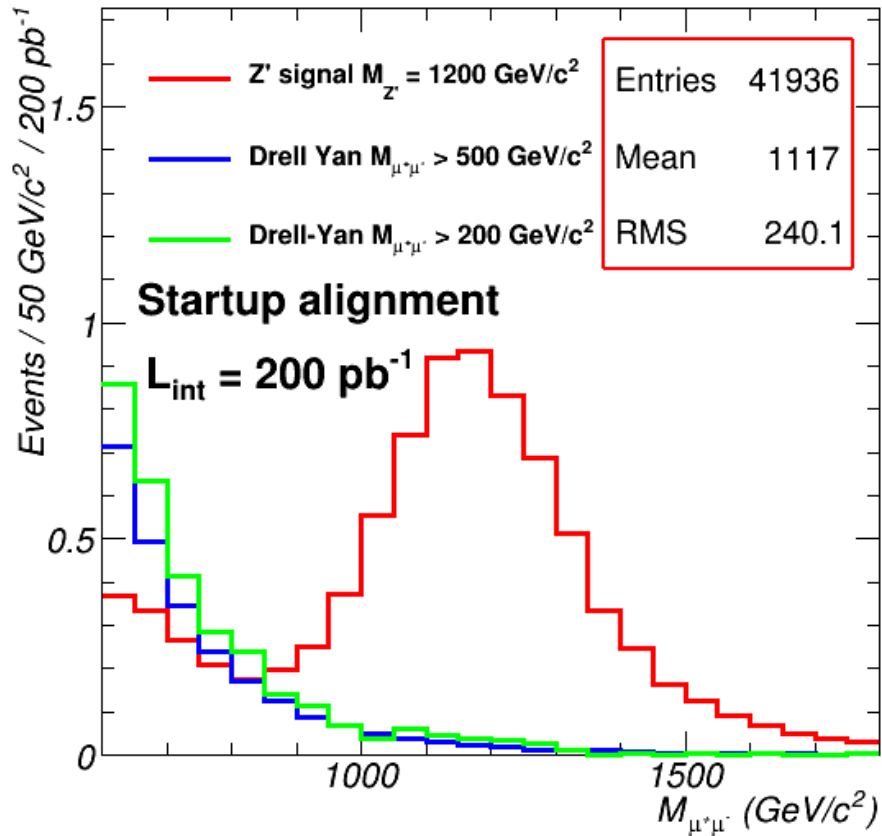 Events / 50 GeV/c² / 200 pb⁻¹
Z' signal M_Z' = 1200 GeV/c²
Drell Yan M_μ⁺μ⁻ > 500 GeV/c²
Drell-Yan M_μ⁺μ⁻ > 200 GeV/c²
Entries 41936
Mean 1117
RMS 240.1
Startup alignment
L_int = 200 pb⁻¹
1.5
1
0.5
0
1000
1500
M_μ⁺μ⁻ (GeV/c²)